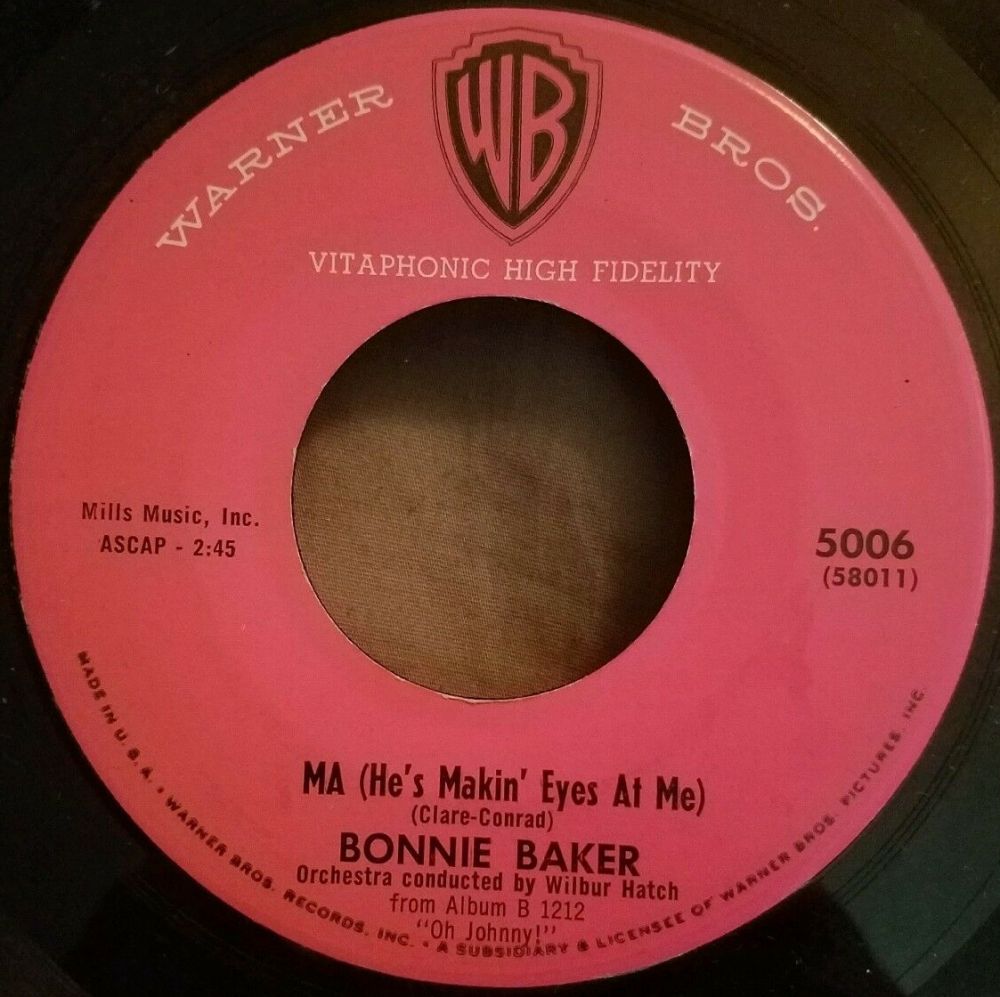 WARNER BROS.
WB
VITAPHONIC HIGH FIDELITY
Mills Music, Inc.
ASCAP - 2:45
5006
(58011)
MA (He's Makin' Eyes At Me)
(Clare-Conrad)
BONNIE BAKER
Orchestra conducted by Wilbur Hatch
from Album B 1212
"Oh Johnny!"
MADE IN U.S.A. • WARNER BROS. RECORDS, INC. • A SUBSIDIARY & LICENSEE OF WARNER BROS. PICTURES, INC.